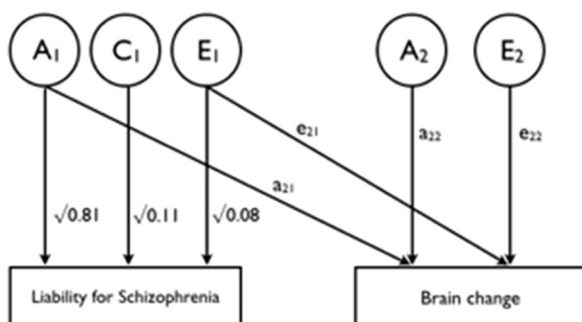 A₁ C₁ E₁ A₂ E₂
e₂₁ a₂₂ e₂₂
a₂₁
√0.81 √0.11 √0.08
Liability for Schizophrenia Brain change